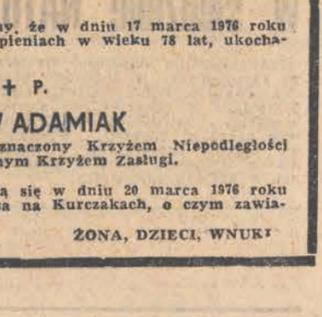 ny, że w dniu 17 marca 1976 roku
pieniach w wieku 78 lat, ukocha-
+ P.
W ADAMIAK
znaczony Krzyżem Niepodległości
nym Krzyżem Zasługi.
ą się w dniu 20 marca 1976 roku
sa na Kurczakach, o czym zawia-
ŻONA, DZIECI, WNUKI